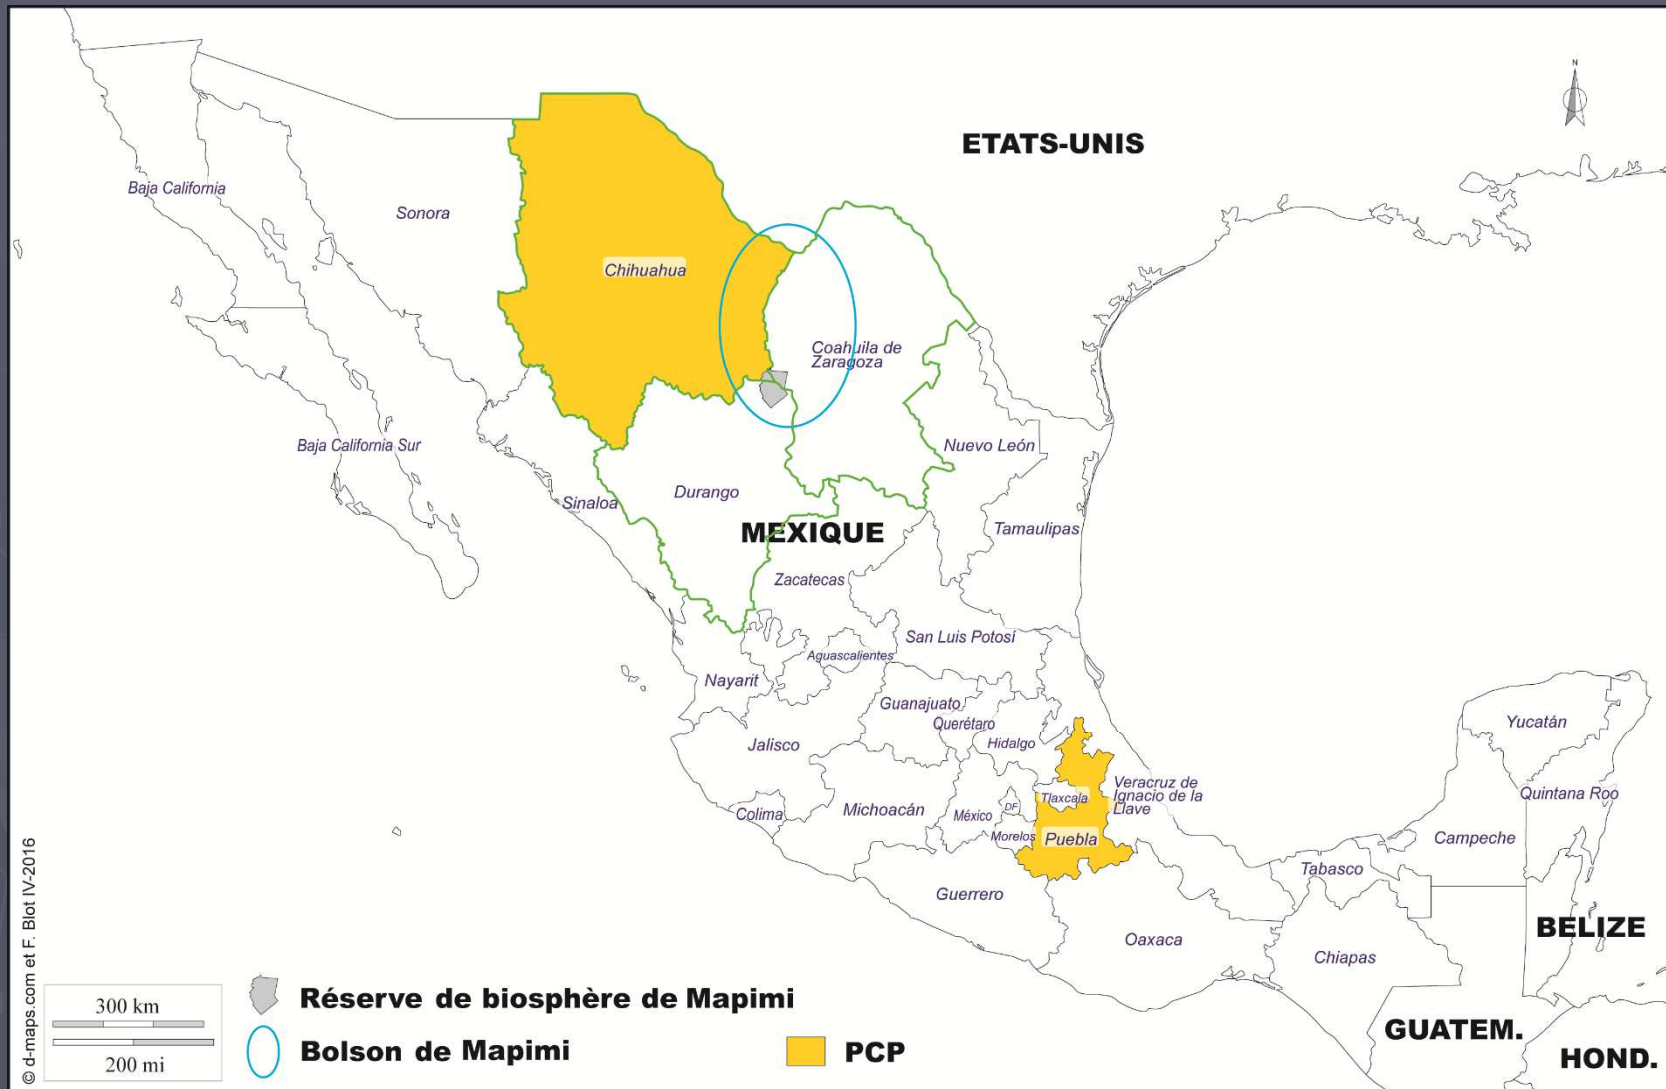 N
ETATS-UNIS
Baja California
Sonora
Chihuahua
Coahuila de
Zaragoza
Baja California Sur
Nuevo León
Sinaloa
Durango
MEXIQUE
Tamaulipas
Zacatecas
San Luis Potosí
Aguascalientes
Nayarit
Guanajuato
Querétaro
Yucatán
Jalisco
Hidalgo
Veracruz de
Ignacio de la
Llave
Quintana Roo
Tlaxcala
DF
Colima
Michoacán
México
Morelos
Puebla
Campeche
Tabasco
Guerrero
BELIZE
Oaxaca
Chiapas
GUATEM.
HOND.
© d-maps.com et F. Blot IV-2016
300 km
200 mi
Réserve de biosphère de Mapimi
Bolson de Mapimi
PCP